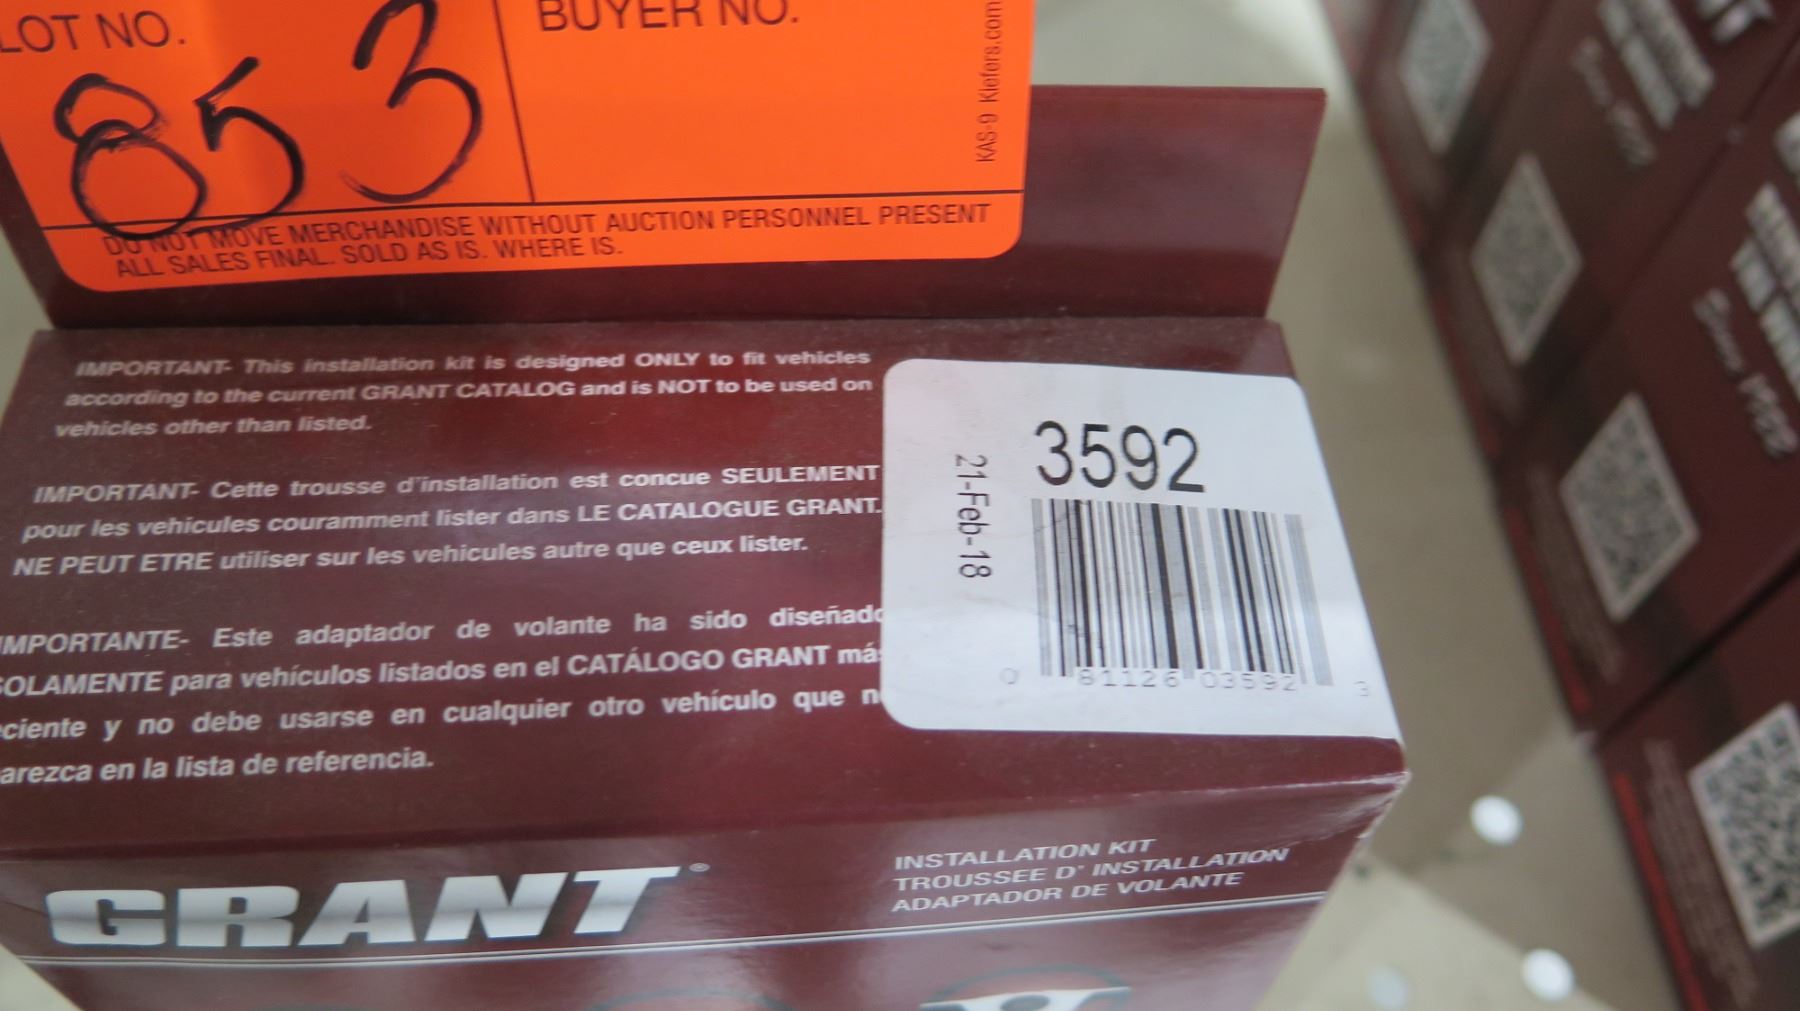 LOT NO.
BUYER NO.
853
KAS-9 Kiefers.com
DO NOT MOVE MERCHANDISE WITHOUT AUCTION PERSONNEL PRESENT
ALL SALES FINAL. SOLD AS IS. WHERE IS.
IMPORTANT- This installation kit is designed ONLY to fit vehicles
according to the current GRANT CATALOG and is NOT to be used on
vehicles other than listed.
IMPORTANT- Cette trousse d'installation est concue SEULEMENT
pour les vehicules couramment lister dans LE CATALOGUE GRANT.
NE PEUT ETRE utiliser sur les vehicules autre que ceux lister.
IMPORTANTE- Este adaptador de volante ha sido diseñado
SOLAMENTE para vehículos listados en el CATÁLOGO GRANT más
ciente y no debe usarse en cualquier otro vehículo que n
arezca en la lista de referencia.
3592
21-Feb-18
0 81126 03592 3
GRANT®
INSTALLATION KIT
TROUSSEE D' INSTALLATION
ADAPTADOR DE VOLANTE